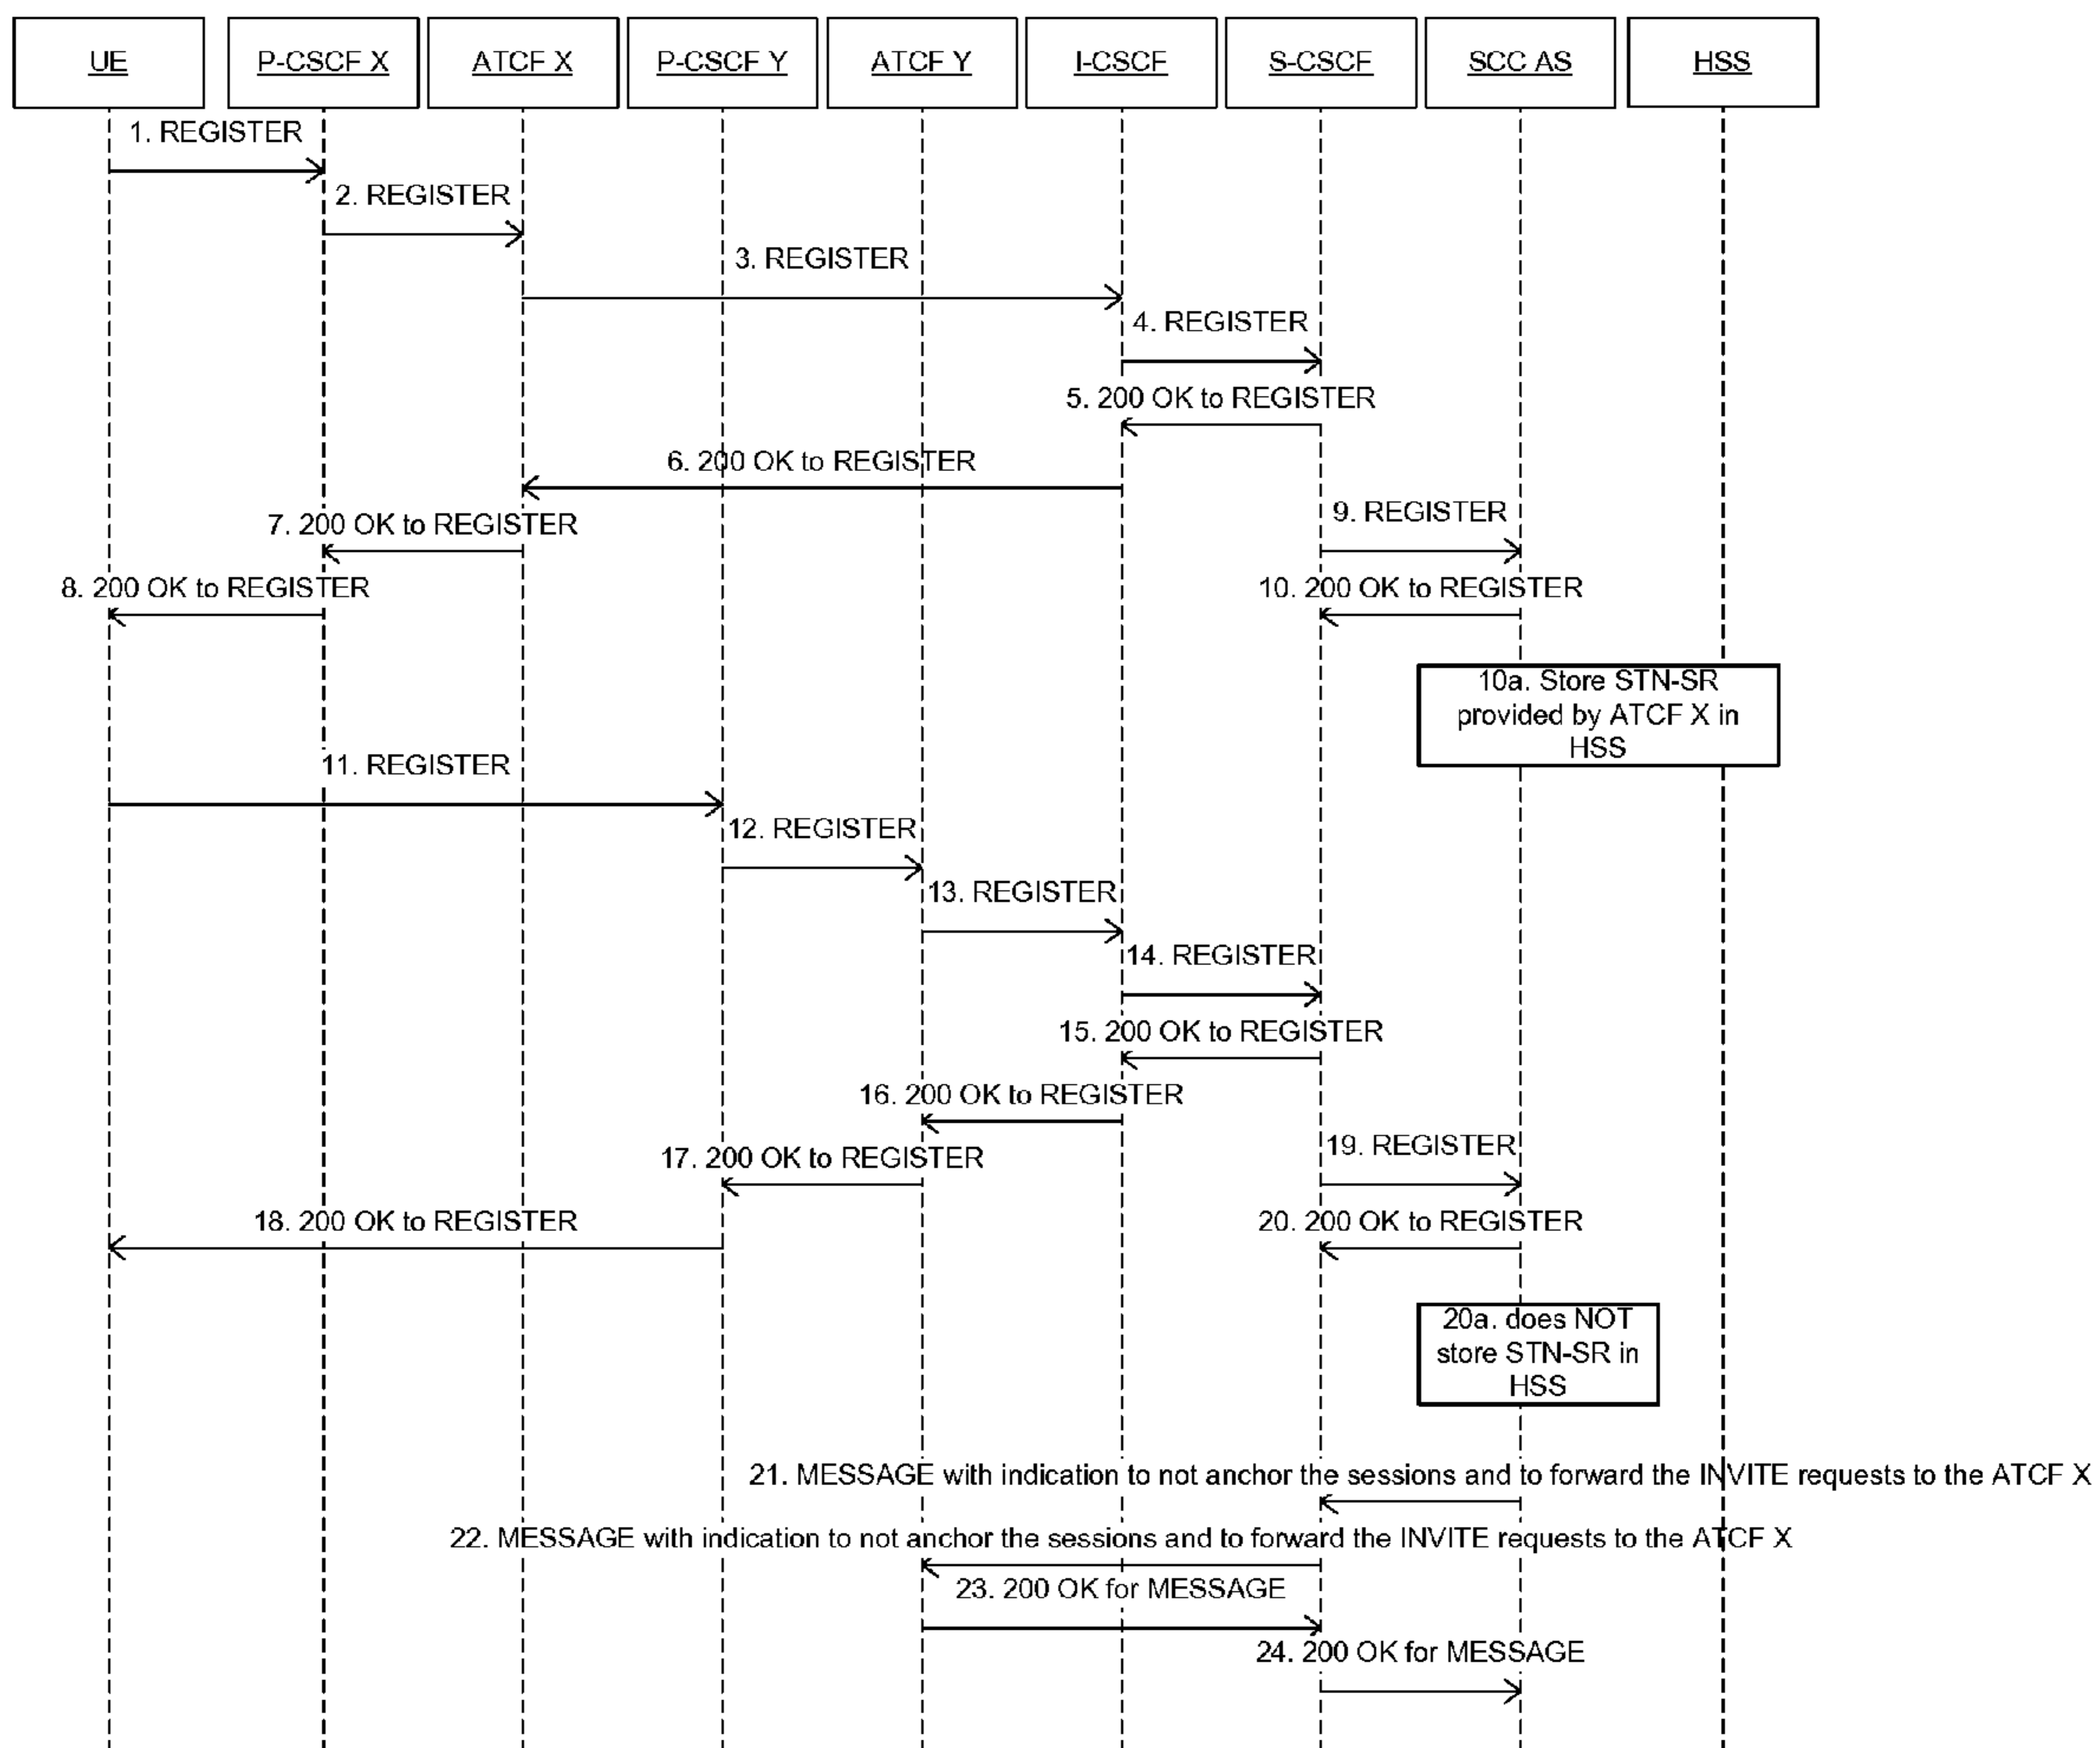 UE
P-CSCF X
ATCF X
P-CSCF Y
ATCF Y
I-CSCF
S-CSCF
SCC AS
HSS
1. REGISTER
2. REGISTER
3. REGISTER
4. REGISTER
5. 200 OK to REGISTER
6. 200 OK to REGISTER
9. REGISTER
7. 200 OK to REGISTER
8. 200 OK to REGISTER
10. 200 OK to REGISTER
10a. Store STN-SR
provided by ATCF X in
HSS
11. REGISTER
12. REGISTER
13. REGISTER
14. REGISTER
15. 200 OK to REGISTER
16. 200 OK to REGISTER
19. REGISTER
17. 200 OK to REGISTER
18. 200 OK to REGISTER
20. 200 OK to REGISTER
20a. does NOT
store STN-SR in
HSS
21. MESSAGE with indication to not anchor the sessions and to forward the INVITE requests to the ATCF X
22. MESSAGE with indication to not anchor the sessions and to forward the INVITE requests to the ATCF X
23. 200 OK for MESSAGE
24. 200 OK for MESSAGE